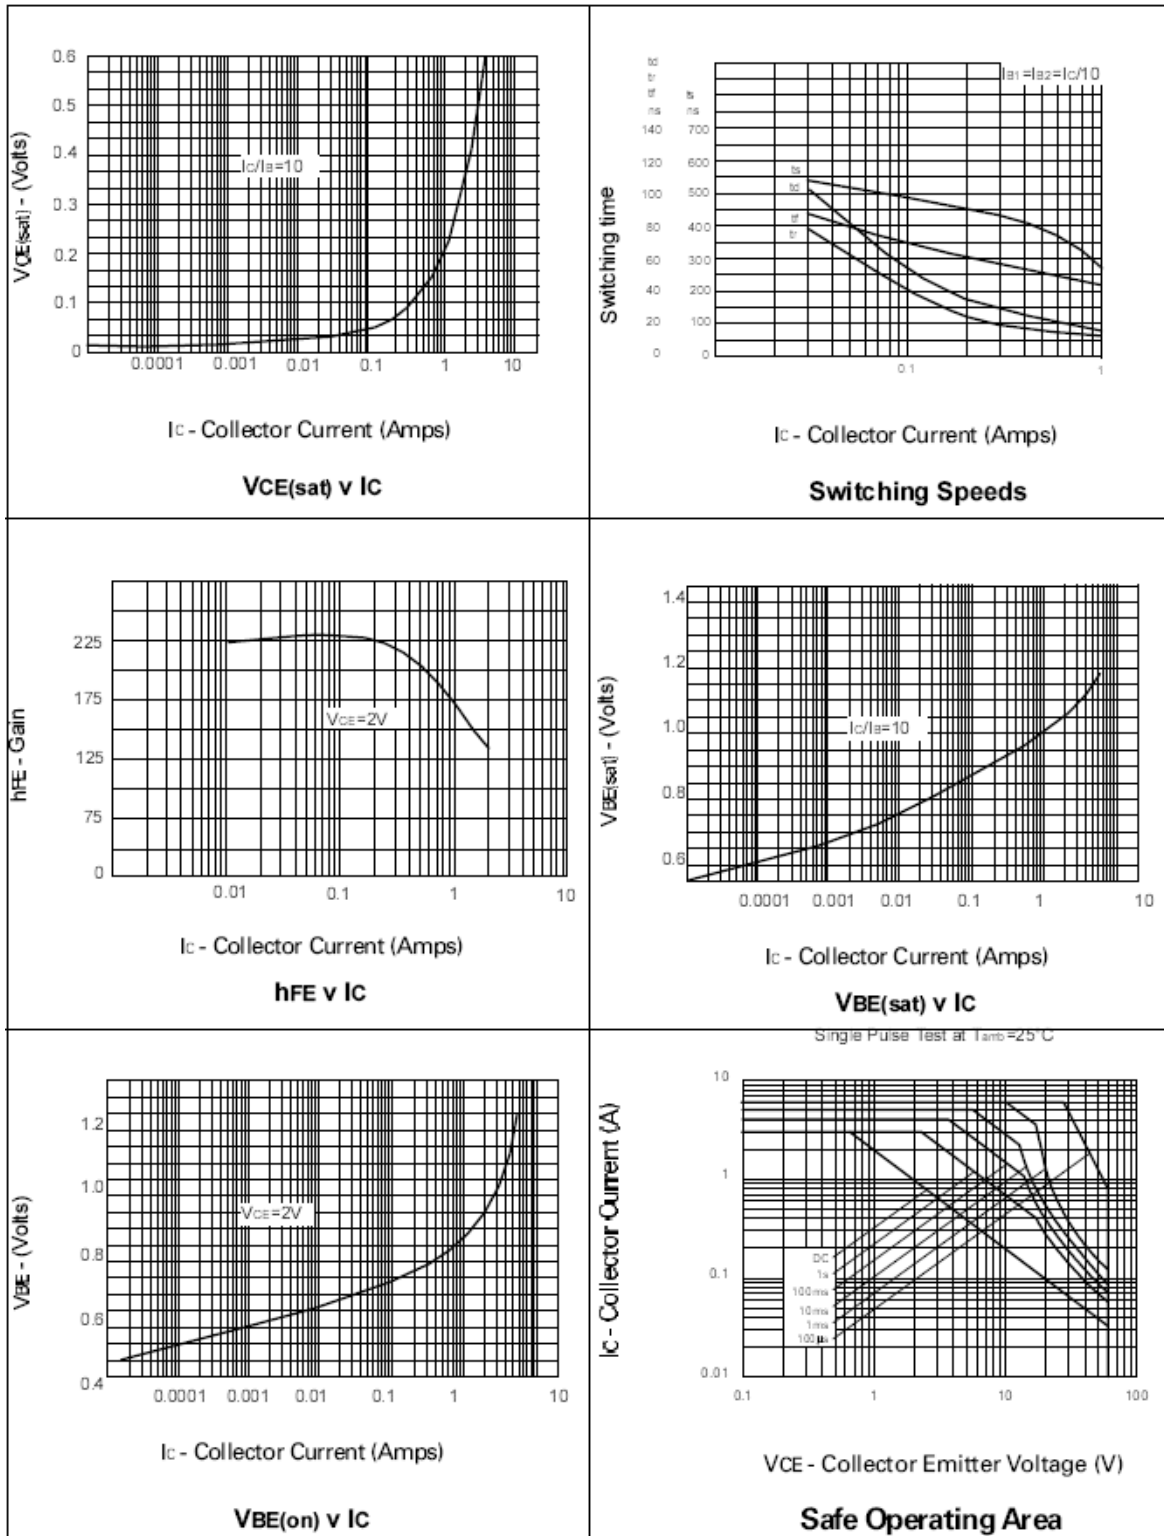 0.6
0.5
0.4
0.3
0.2
0.1
0
VCE(sat) - (Volts)
IC/IB=10
0.0001 0.001 0.01 0.1 1 10
IC - Collector Current (Amps)
VCE(sat) v IC
td
tr
tf ts
ns ns
140 700
120 600
100 500
80 400
60 300
40 200
20 100
0 0
Switching time
IB1=IB2=IC/10
ts
td
tf
tr
0.1 1
IC - Collector Current (Amps)
Switching Speeds
225
175
125
75
0
hFE - Gain
VCE=2V
0.01 0.1 1 10
IC - Collector Current (Amps)
hFE v IC
1.4
1.2
1.0
0.8
0.6
VBE(sat) - (Volts)
IC/IB=10
0.0001 0.001 0.01 0.1 1 10
IC - Collector Current (Amps)
VBE(sat) v IC
1.2
1.0
0.8
0.6
0.4
VBE - (Volts)
VCE=2V
0.0001 0.001 0.01 0.1 1 10
IC - Collector Current (Amps)
VBE(on) v IC
Single Pulse Test at Tamb=25°C
10
1
0.1
0.01
IC - Collector Current (A)
DC
1s
100ms
10ms
1ms
100µs
0.1 1 10 100
VCE - Collector Emitter Voltage (V)
Safe Operating Area